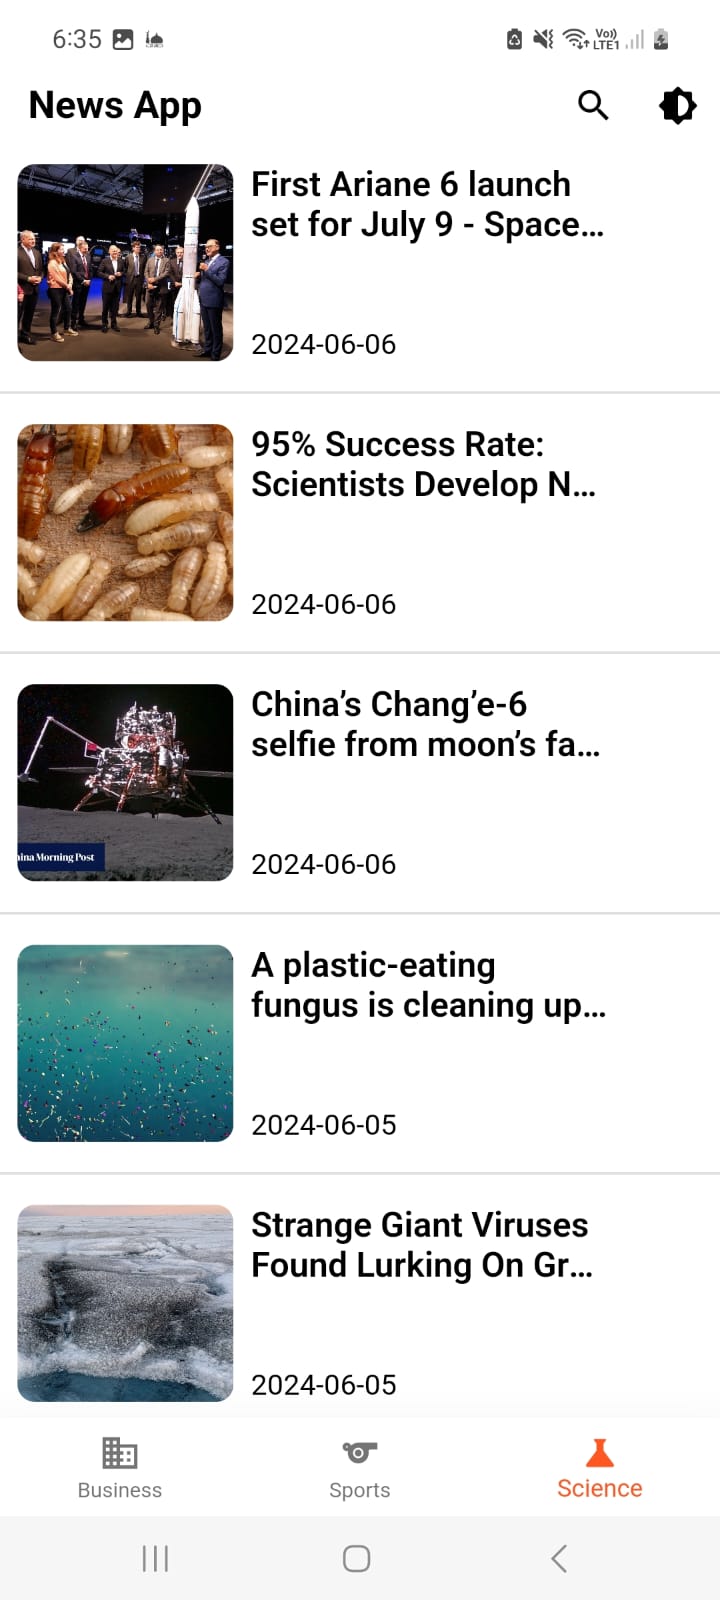 6:35
Vo))
LTE1
News App
First Ariane 6 launch
set for July 9 - Space...
2024-06-06
95% Success Rate:
Scientists Develop N...
2024-06-06
China’s Chang’e-6
selfie from moon’s fa...
ina Morning Post
2024-06-06
A plastic-eating
fungus is cleaning up...
2024-06-05
Strange Giant Viruses
Found Lurking On Gr...
2024-06-05
Business
Sports
Science